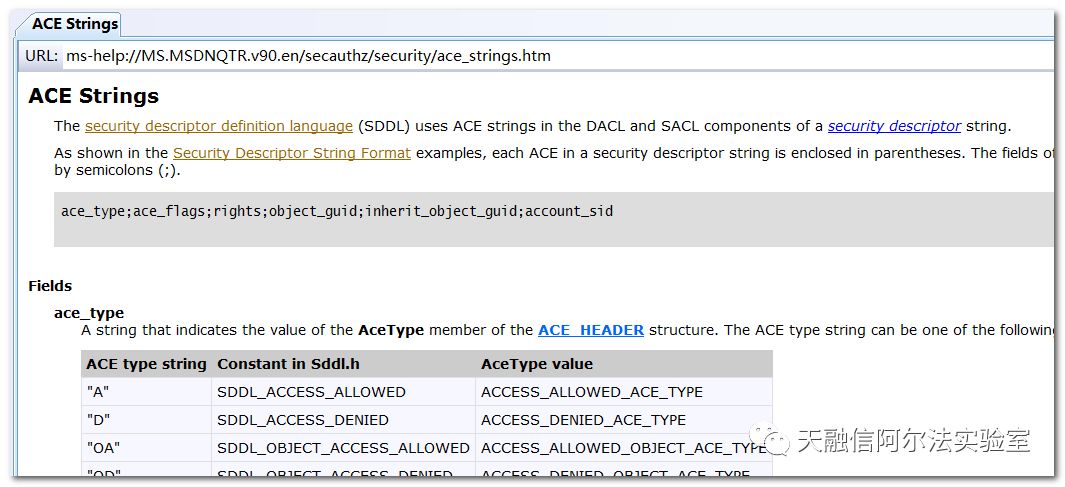 ACE Strings
URL: ms-help://MS.MSDNQTR.v90.en/secauthz/security/ace_strings.htm
ACE Strings
The security descriptor definition language (SDDL) uses ACE strings in the DACL and SACL components of a security descriptor string.
As shown in the Security Descriptor String Format examples, each ACE in a security descriptor string is enclosed in parentheses. The fields of
by semicolons (;).
ace_type;ace_flags;rights;object_guid;inherit_object_guid;account_sid
Fields
ace_type
A string that indicates the value of the AceType member of the ACE_HEADER structure. The ACE type string can be one of the following
ACE type string Constant in Sddl.h AceType value
"A" SDDL_ACCESS_ALLOWED ACCESS_ALLOWED_ACE_TYPE
"D" SDDL_ACCESS_DENIED ACCESS_DENIED_ACE_TYPE
"OA" SDDL_OBJECT_ACCESS_ALLOWED ACCESS_ALLOWED_OBJECT_ACE_TYPE
"OD" SDDL_OBJECT_ACCESS_DENIED ACCESS_DENIED_OBJECT_ACE_TYPE
天融信阿尔法实验室